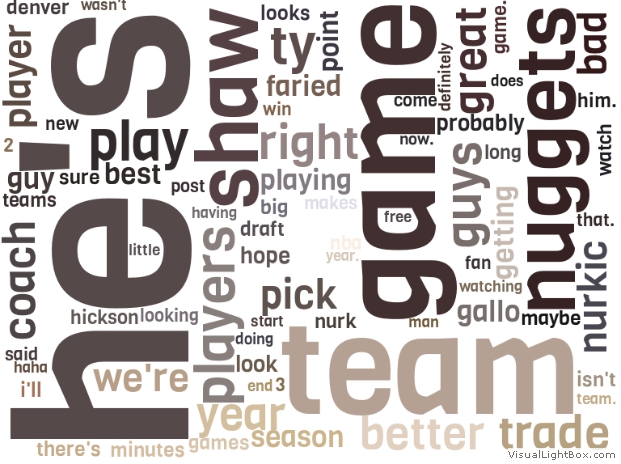 denver
wasn't
player
2
new
he's
play
guy
sure
best
teams
post
coach
little
hickson
looking
said
haha
i'll
we're
there's
minutes
shaw
looks
ty
point
faried
win
right
playing
having
big
makes
draft
hope
nba
year.
players
pick
start
nurk
doing
look
end
3
team
year
games
season
better
trade
game
free
come.
now.
definitely
great
game.
does
probably
guys
long
getting
fan
watching
gallo
man
nuggets
bad
him.
watch
that.
nurkic
maybe
isn't
team.
VisualLightBox.com